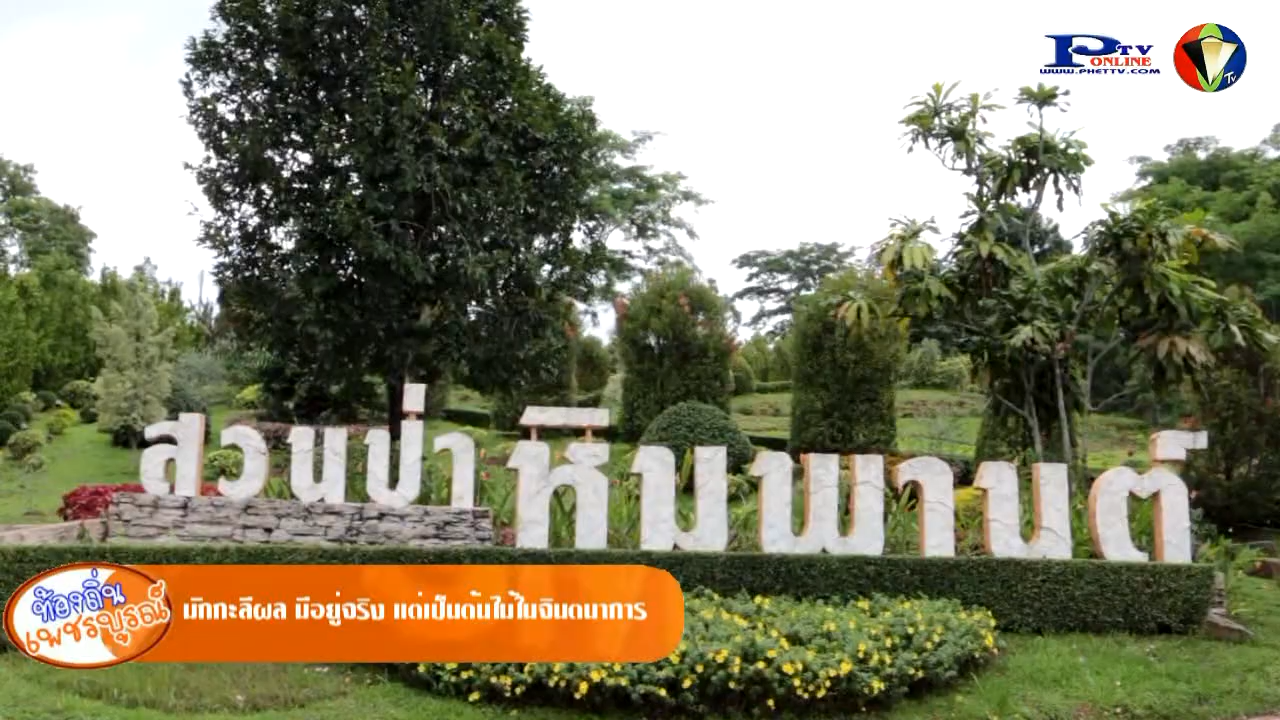 PTV
ONLINE
WWW.PHETTV.COM
TV
สวนป่าหิมพานต์
ท้องถิ่น
เพชรบูรณ์
มักกะลีผล มีอยู่จริง แต่เป็นต้นไม้ในจินตนาการ